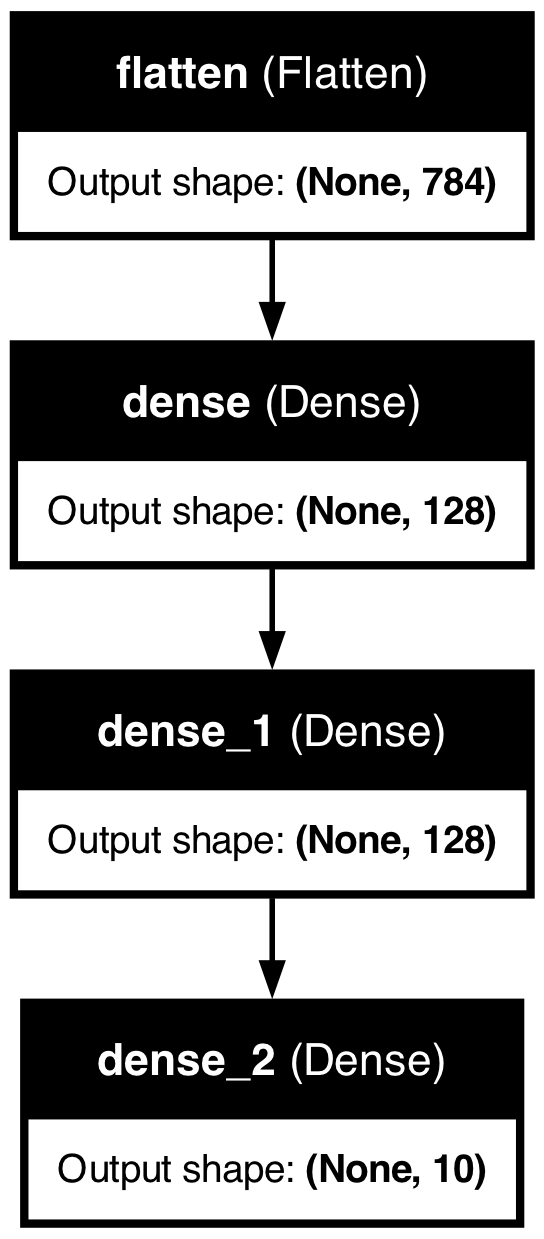 flatten (Flatten)
Output shape: (None, 784)
dense (Dense)
Output shape: (None, 128)
dense_1 (Dense)
Output shape: (None, 128)
dense_2 (Dense)
Output shape: (None, 10)